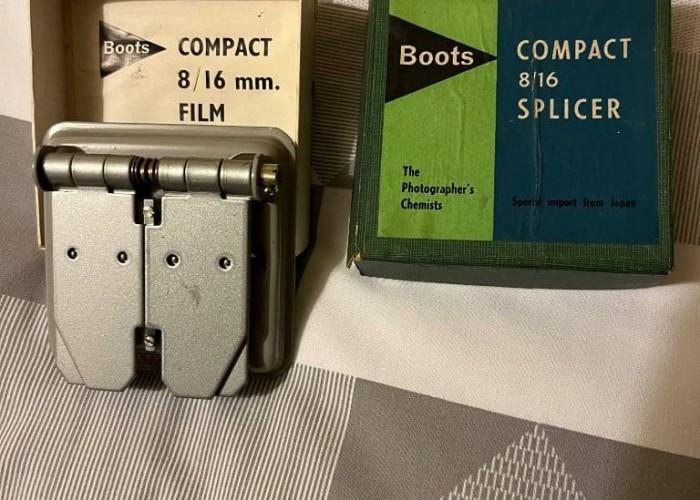 Boots
COMPACT
8/16 mm.
FILM
Boots
COMPACT
8/16
SPLICER
The
Photographer's
Chemists
Special import from Japan